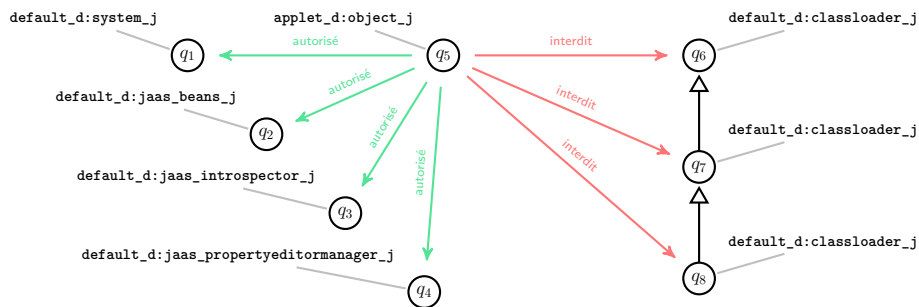 default_d:system_j
applet_d:object_j
default_d:classloader_j
q1
autorisé
q5
interdit
q6
autorisé
interdit
default_d:jaas_beans_j
q2
autorisé
interdit
default_d:classloader_j
autorisé
q7
default_d:jaas_introspector_j
q3
default_d:jaas_propertyeditormanager_j
default_d:classloader_j
q4
q8